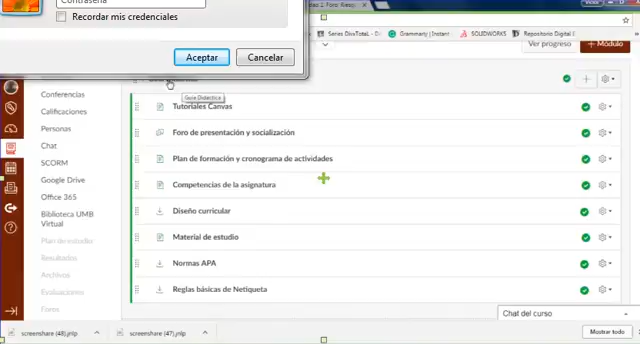 Contraseña
Recordar mis credenciales
Aceptar
Cancelar
Series DivxTotaL
Grammarly | Instant
SOLIDWORKS
Repositorio Digital
Ver progreso
+ Módulo
Guía Didáctica
Conferencias
Calificaciones
Personas
Chat
SCORM
Google Drive
Office 365
Biblioteca UMB
Virtual
Plan de estudios
Resultados
Archivos
Evaluaciones
Foros
Tutoriales Canvas
Foro de presentación y socialización
Plan de formación y cronograma de actividades
Competencias de la asignatura
Diseño curricular
Material de estudio
Normas APA
Reglas básicas de Netiqueta
Chat del curso
screenshare (48).jnlp
screenshare (47).jnlp
Mostrar todo